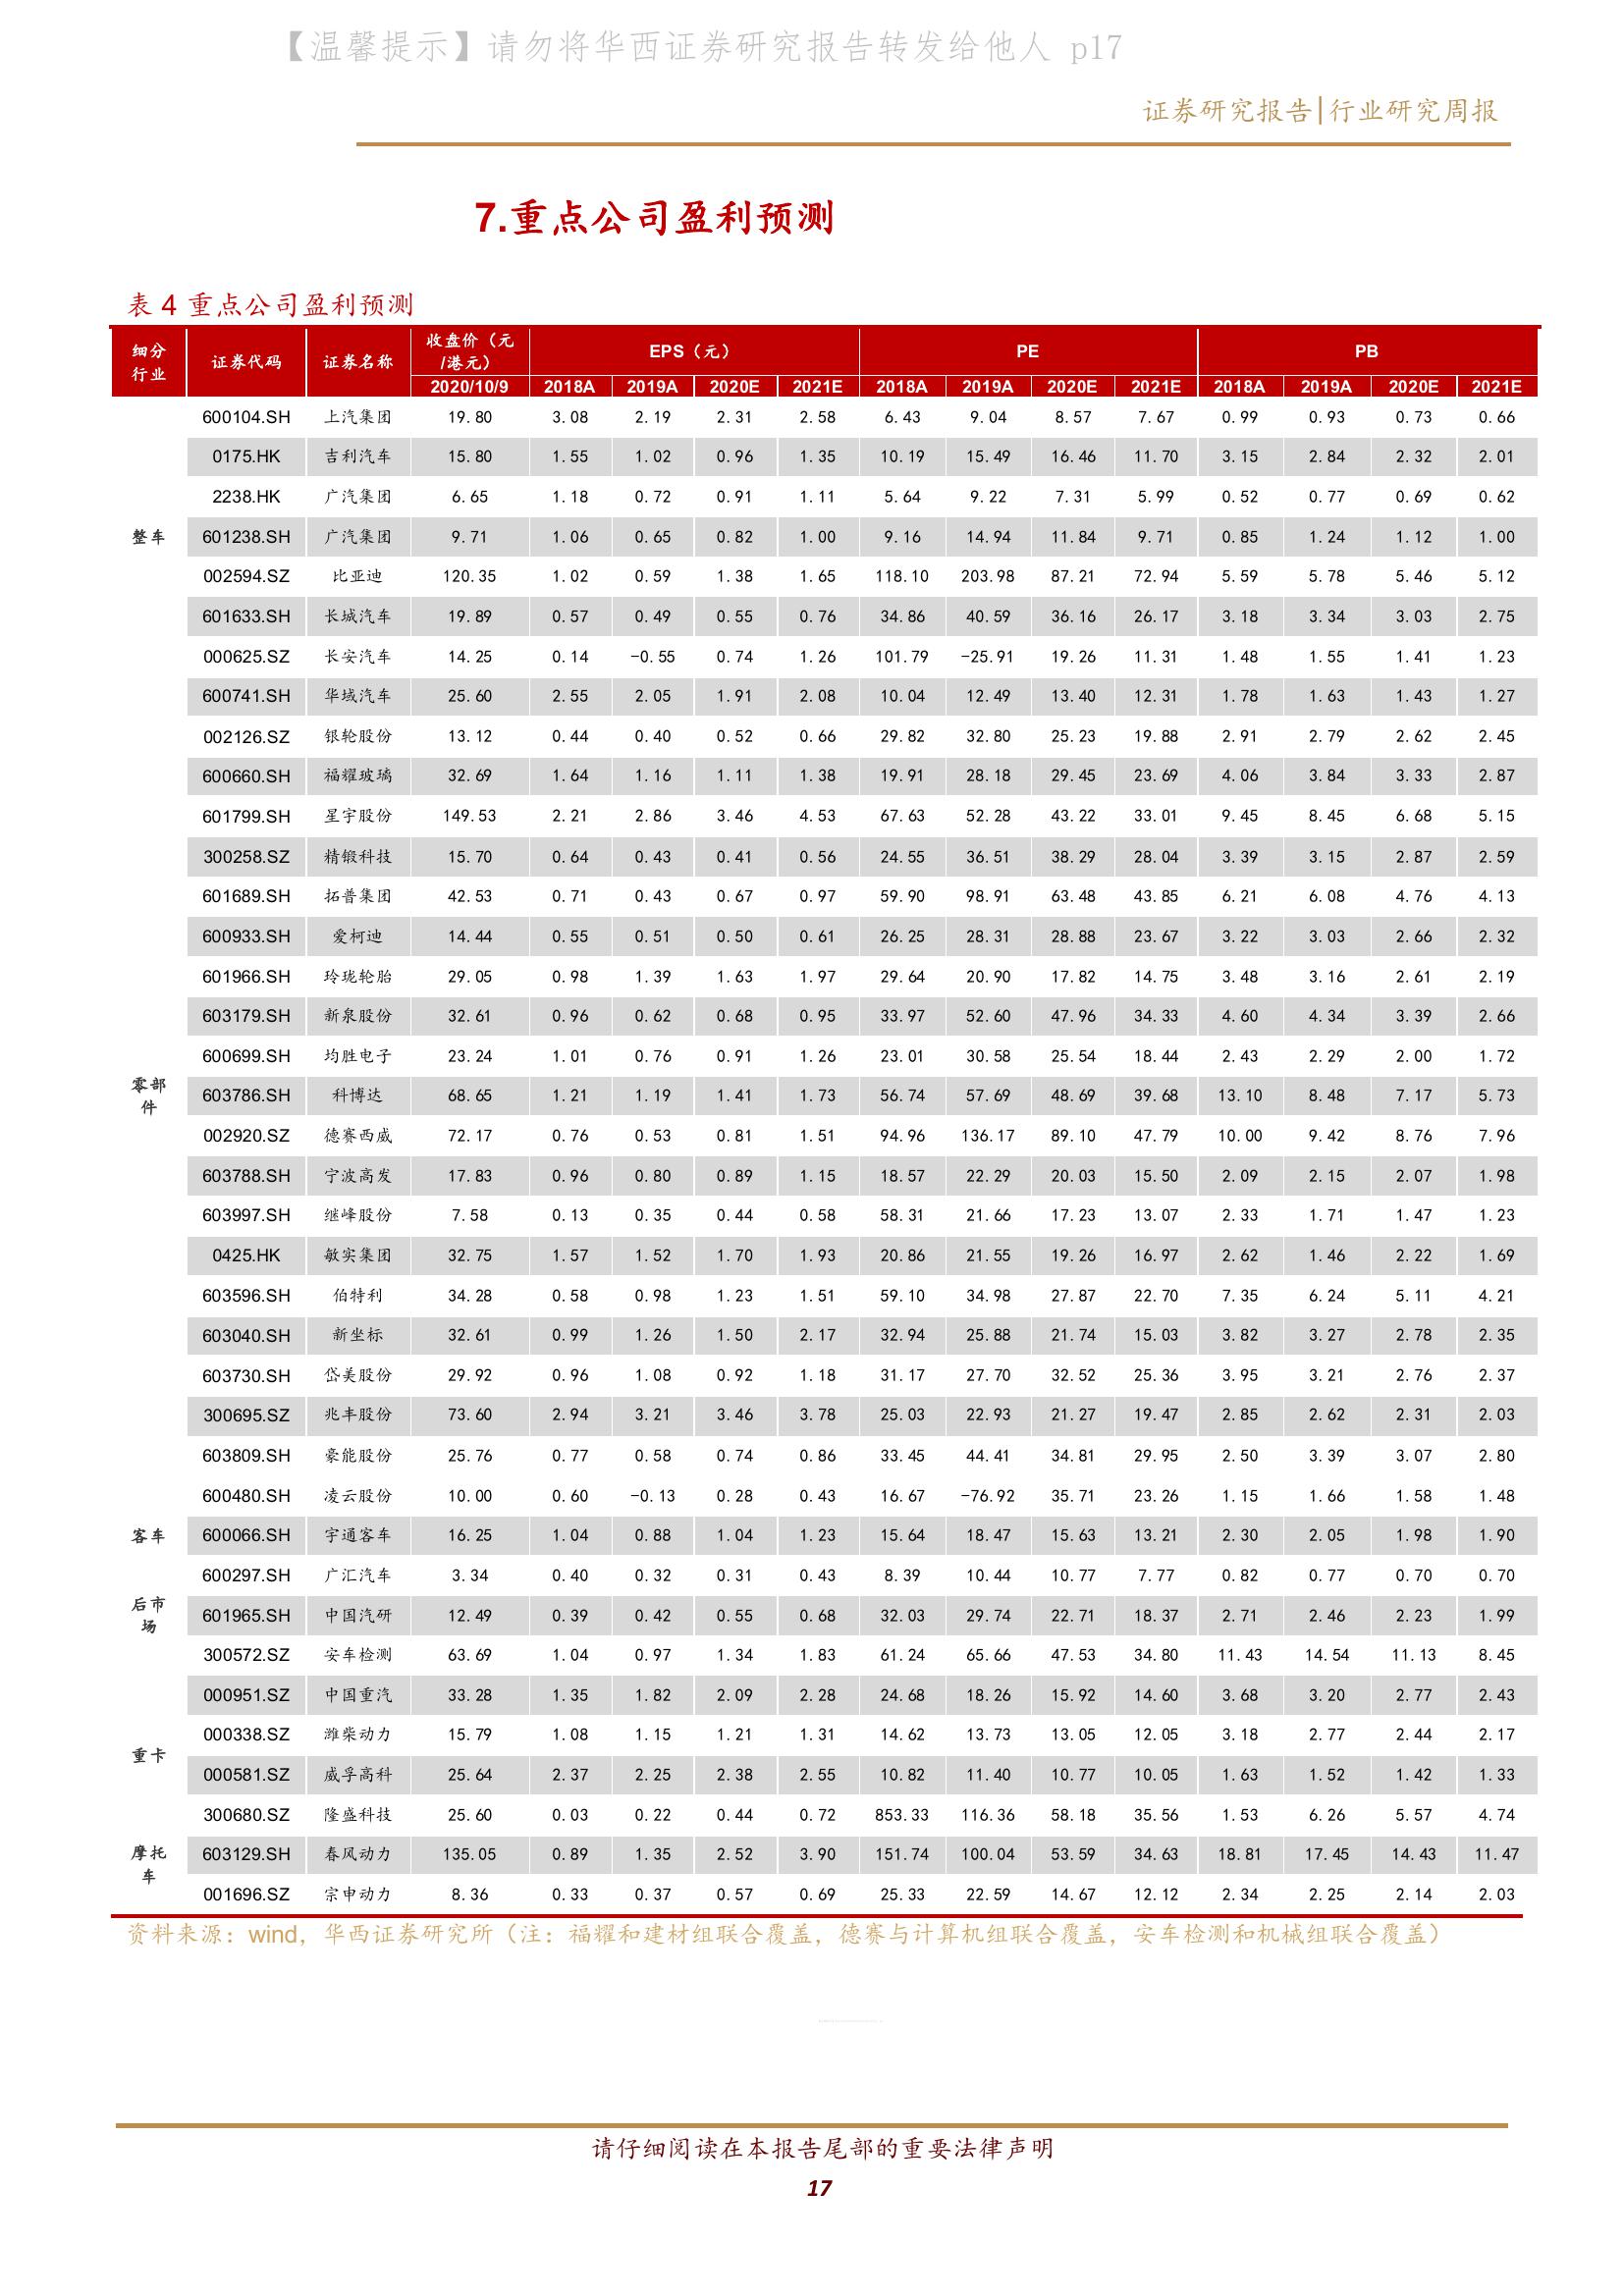 【温馨提示】请勿将华西证券研究报告转发给他人 p17
证券研究报告|行业研究周报
7.重点公司盈利预测
表 4 重点公司盈利预测
细分行业 证券代码 证券名称 收盘价（元/港元） EPS（元） PE PB
2020/10/9 2018A 2019A 2020E 2021E 2018A 2019A 2020E 2021E 2018A 2019A 2020E 2021E
600104.SH 上汽集团 19.80 3.08 2.19 2.31 2.58 6.43 9.04 8.57 7.67 0.99 0.93 0.73 0.66
0175.HK 吉利汽车 15.80 1.55 1.02 0.96 1.35 10.19 15.49 16.46 11.70 3.15 2.84 2.32 2.01
2238.HK 广汽集团 6.65 1.18 0.72 0.91 1.11 5.64 9.22 7.31 5.99 0.52 0.77 0.69 0.62
整车 601238.SH 广汽集团 9.71 1.06 0.65 0.82 1.00 9.16 14.94 11.84 9.71 0.85 1.24 1.12 1.00
002594.SZ 比亚迪 120.35 1.02 0.59 1.38 1.65 118.10 203.98 87.21 72.94 5.59 5.78 5.46 5.12
601633.SH 长城汽车 19.89 0.57 0.49 0.55 0.76 34.86 40.59 36.16 26.17 3.18 3.34 3.03 2.75
000625.SZ 长安汽车 14.25 0.14 -0.55 0.74 1.26 101.79 -25.91 19.26 11.31 1.48 1.55 1.41 1.23
600741.SH 华域汽车 25.60 2.55 2.05 1.91 2.08 10.04 12.49 13.40 12.31 1.78 1.63 1.43 1.27
002126.SZ 银轮股份 13.12 0.44 0.40 0.52 0.66 29.82 32.80 25.23 19.88 2.91 2.79 2.62 2.45
600660.SH 福耀玻璃 32.69 1.64 1.16 1.11 1.38 19.91 28.18 29.45 23.69 4.06 3.84 3.33 2.87
601799.SH 星宇股份 149.53 2.21 2.86 3.46 4.53 67.63 52.28 43.22 33.01 9.45 8.45 6.68 5.15
300258.SZ 精锻科技 15.70 0.64 0.43 0.41 0.56 24.55 36.51 38.29 28.04 3.39 3.15 2.87 2.59
601689.SH 拓普集团 42.53 0.71 0.43 0.67 0.97 59.90 98.91 63.48 43.85 6.21 6.08 4.76 4.13
600933.SH 爱柯迪 14.44 0.55 0.51 0.50 0.61 26.25 28.31 28.88 23.67 3.22 3.03 2.66 2.32
601966.SH 玲珑轮胎 29.05 0.98 1.39 1.63 1.97 29.64 20.90 17.82 14.75 3.48 3.16 2.61 2.19
603179.SH 新泉股份 32.61 0.96 0.62 0.68 0.95 33.97 52.60 47.96 34.33 4.60 4.34 3.39 2.66
600699.SH 均胜电子 23.24 1.01 0.76 0.91 1.26 23.01 30.58 25.54 18.44 2.43 2.29 2.00 1.72
零部件 603786.SH 科博达 68.65 1.21 1.19 1.41 1.73 56.74 57.69 48.69 39.68 13.10 8.48 7.17 5.73
002920.SZ 德赛西威 72.17 0.76 0.53 0.81 1.51 94.96 136.17 89.10 47.79 10.00 9.42 8.76 7.96
603788.SH 宁波高发 17.83 0.96 0.80 0.89 1.15 18.57 22.29 20.03 15.50 2.09 2.15 2.07 1.98
603997.SH 继峰股份 7.58 0.13 0.35 0.44 0.58 58.31 21.66 17.23 13.07 2.33 1.71 1.47 1.23
0425.HK 敏实集团 32.75 1.57 1.52 1.70 1.93 20.86 21.55 19.26 16.97 2.62 1.46 2.22 1.69
603596.SH 伯特利 34.28 0.58 0.98 1.23 1.51 59.10 34.98 27.87 22.70 7.35 6.24 5.11 4.21
603040.SH 新坐标 32.61 0.99 1.26 1.50 2.17 32.94 25.88 21.74 15.03 3.82 3.27 2.78 2.35
603730.SH 岱美股份 29.92 0.96 1.08 0.92 1.18 31.17 27.70 32.52 25.36 3.95 3.21 2.76 2.37
300695.SZ 兆丰股份 73.60 2.94 3.21 3.46 3.78 25.03 22.93 21.27 19.47 2.85 2.62 2.31 2.03
603809.SH 豪能股份 25.76 0.77 0.58 0.74 0.86 33.45 44.41 34.81 29.95 2.50 3.39 3.07 2.80
600480.SH 凌云股份 10.00 0.60 -0.13 0.28 0.43 16.67 -76.92 35.71 23.26 1.15 1.66 1.58 1.48
客车 600066.SH 宇通客车 16.25 1.04 0.88 1.04 1.23 15.64 18.47 15.63 13.21 2.30 2.05 1.98 1.90
600297.SH 广汇汽车 3.34 0.40 0.32 0.31 0.43 8.39 10.44 10.77 7.77 0.82 0.77 0.70 0.70
后市场 601965.SH 中国汽研 12.49 0.39 0.42 0.55 0.68 32.03 29.74 22.71 18.37 2.71 2.46 2.23 1.99
300572.SZ 安车检测 63.69 1.04 0.97 1.34 1.83 61.24 65.66 47.53 34.80 11.43 14.54 11.13 8.45
000951.SZ 中国重汽 33.28 1.35 1.82 2.09 2.28 24.68 18.26 15.92 14.60 3.68 3.20 2.77 2.43
000338.SZ 潍柴动力 15.79 1.08 1.15 1.21 1.31 14.62 13.73 13.05 12.05 3.18 2.77 2.44 2.17
重卡 000581.SZ 威孚高科 25.64 2.37 2.25 2.38 2.55 10.82 11.40 10.77 10.05 1.63 1.52 1.42 1.33
300680.SZ 隆盛科技 25.60 0.03 0.22 0.44 0.72 853.33 116.36 58.18 35.56 1.53 6.26 5.57 4.74
摩托车 603129.SH 春风动力 135.05 0.89 1.35 2.52 3.90 151.74 100.04 53.59 34.63 18.81 17.45 14.43 11.47
001696.SZ 宗申动力 8.36 0.33 0.37 0.57 0.69 25.33 22.59 14.67 12.12 2.34 2.25 2.14 2.03
资料来源：wind，华西证券研究所（注：福耀和建材组联合覆盖，德赛与计算机组联合覆盖，安车检测和机械组联合覆盖）
请仔细阅读在本报告尾部的重要法律声明
17